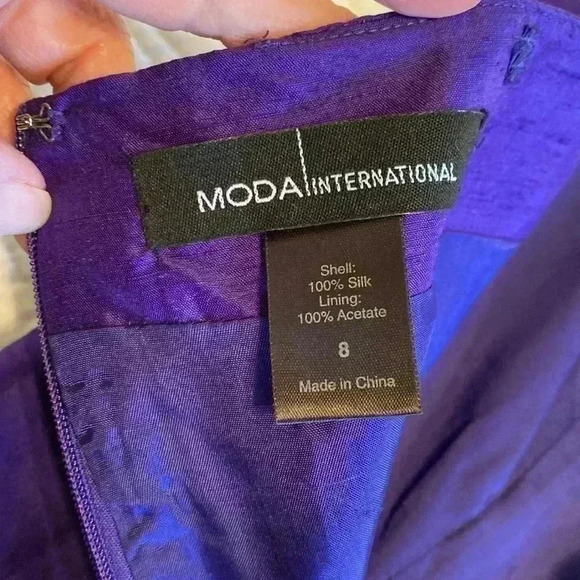 MODA INTERNATIONAL
Shell:
100% Silk
Lining:
100% Acetate
8
Made in China